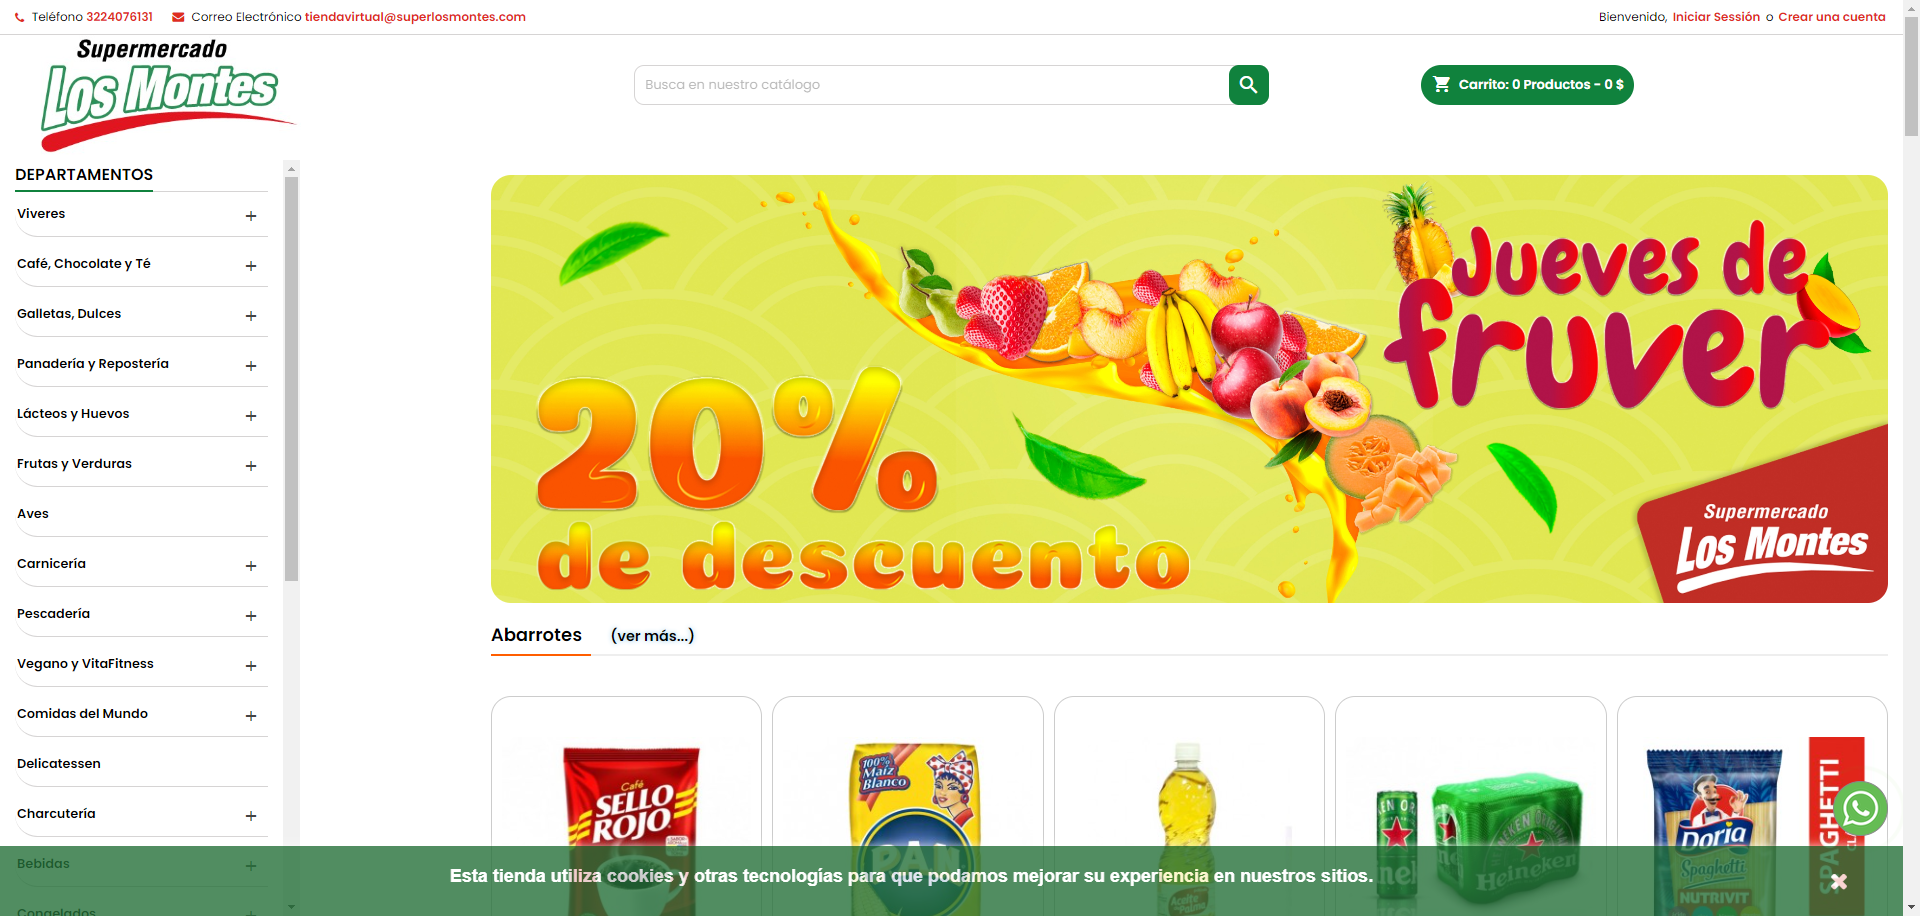 Teléfono 3224076131 Correo Electrónico tiendavirtual@superlosmontes.com
Bienvenido, Iniciar Sessión o Crear una cuenta
Supermercado
Los Montes
Busca en nuestro catálogo
Carrito: 0 Productos - 0 $
DEPARTAMENTOS
Viveres
Café, Chocolate y Té
Galletas, Dulces
Panadería y Repostería
Lácteos y Huevos
Frutas y Verduras
Aves
Carnicería
Pescadería
Vegano y VitaFitness
Comidas del Mundo
Delicatessen
Charcutería
Bebidas
Congelados
Jueves de
fruver
20%
de descuento
Supermercado
Los Montes
Abarrotes (ver más...)
Café
SELLO
ROJO
100%
Maíz
Blanco
PAN
Aceite
de Palma
Heineken
Doria
Spaghetti
NUTRIVIT
SPAGHETTI
Esta tienda utiliza cookies y otras tecnologías para que podamos mejorar su experiencia en nuestros sitios.